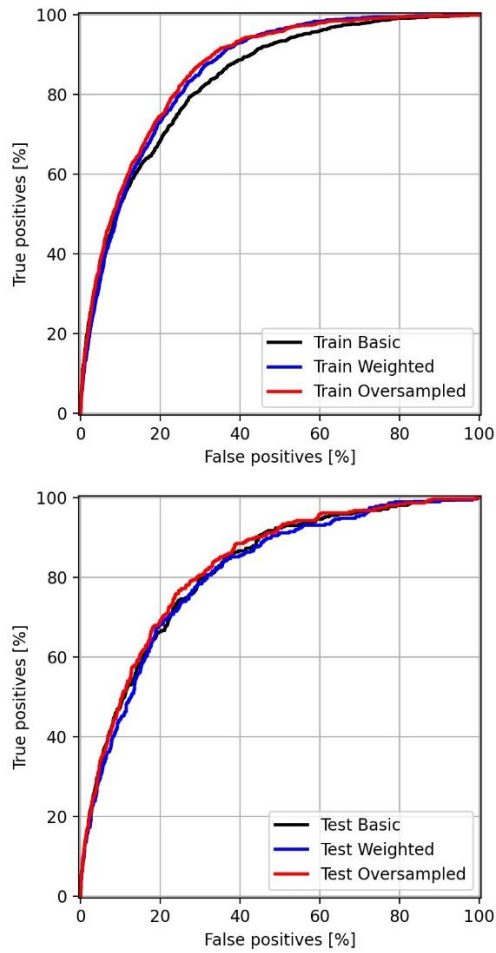 100
80
60
40
20
0
True positives [%]
Train Basic
Train Weighted
Train Oversampled
0 20 40 60 80 100
False positives [%]
100
80
60
40
20
0
True positives [%]
Test Basic
Test Weighted
Test Oversampled
0 20 40 60 80 100
False positives [%]